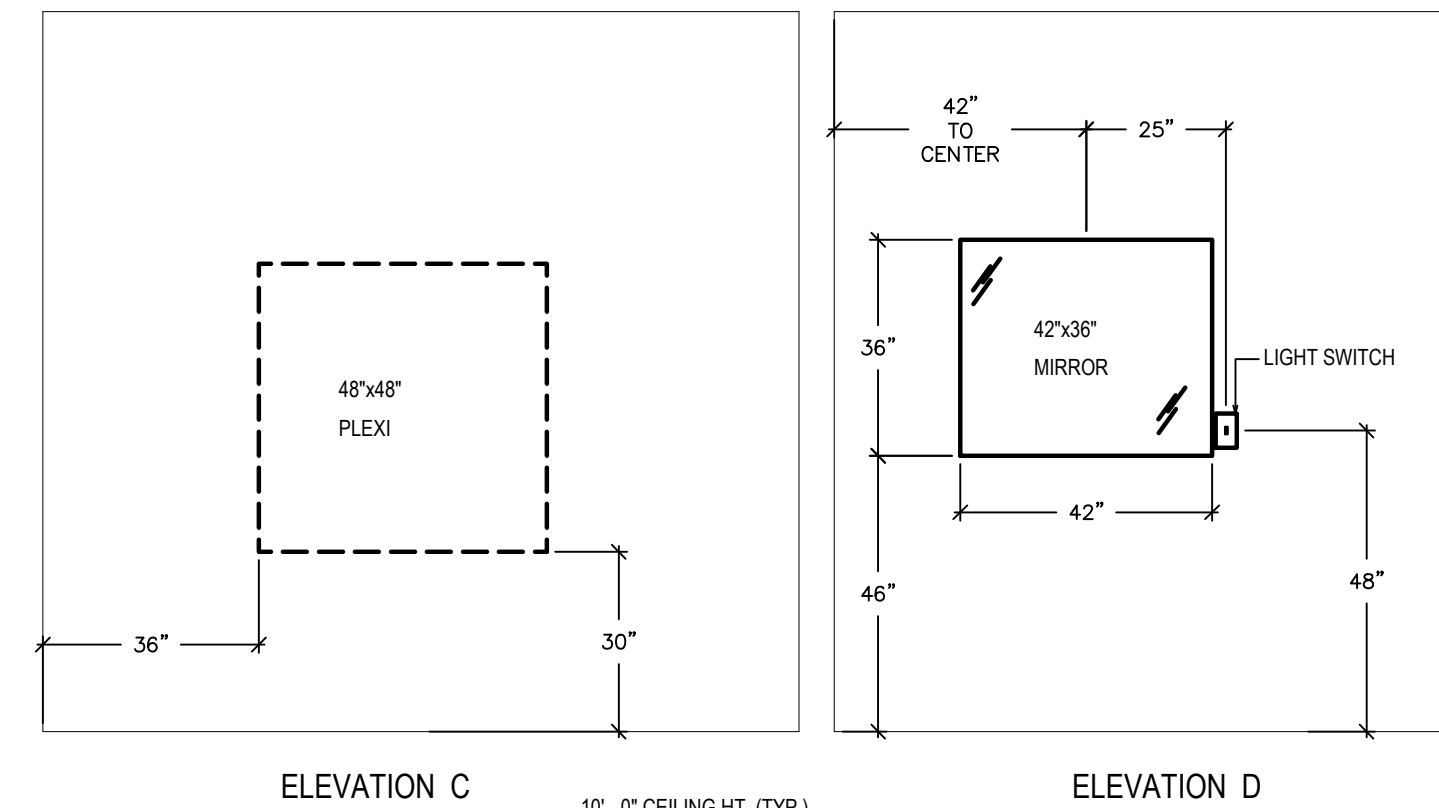 48"x48"
PLEXI
36”
30”
ELEVATION C
10'- 0" CEILING HT. (TYP.)
42”
TO
CENTER
25”
36”
42"x36"
MIRROR
LIGHT SWITCH
42”
46”
48”
ELEVATION D